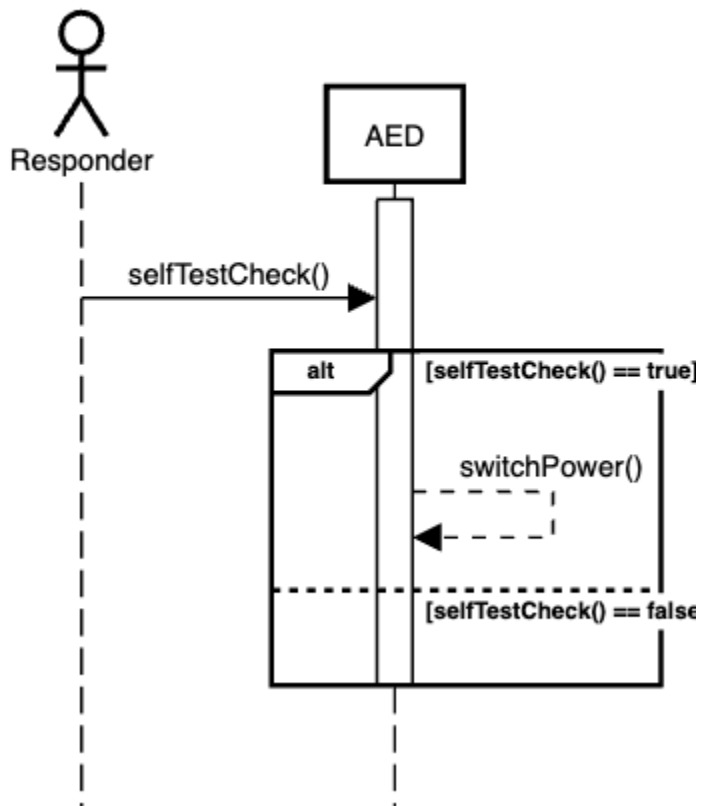 Responder
AED
selfTestCheck()
alt
[selfTestCheck() == true]
switchPower()
[selfTestCheck() == false